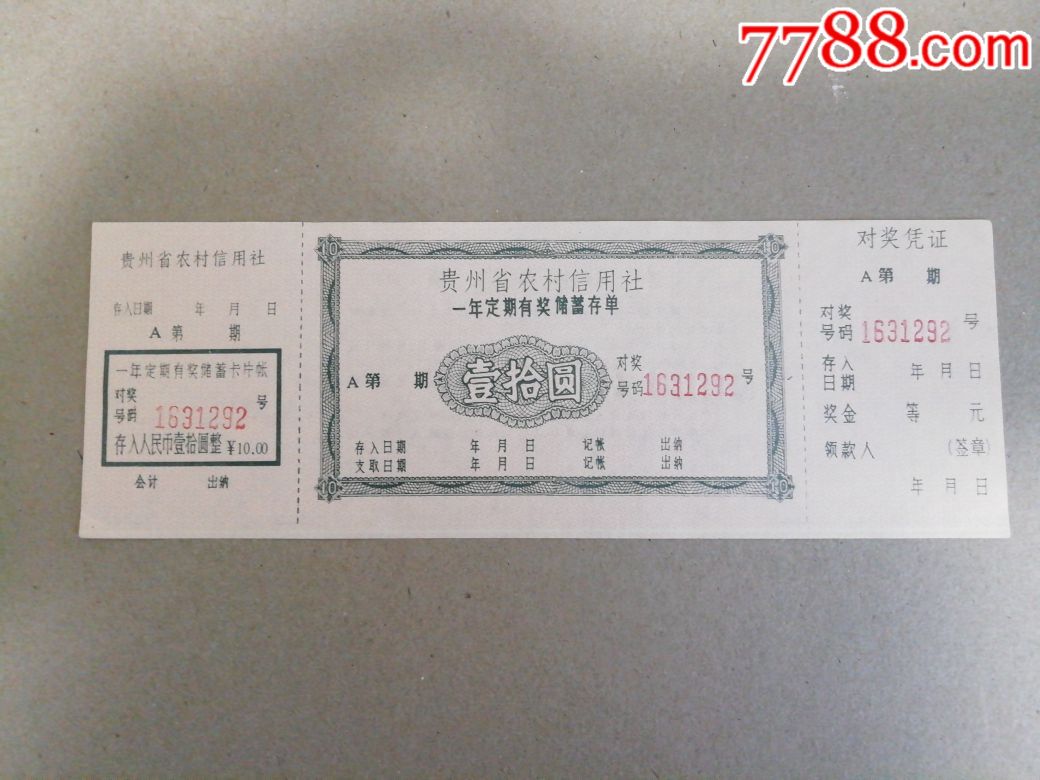 7788.com
贵州省农村信用社
存入日期 年 月 日
A 第 期
一年定期有奖储蓄卡片帐
对奖
号码 1631292 号
存入人民币壹拾圆整 ¥10.00
会计 出纳
10 10
贵州省农村信用社
一年定期有奖储蓄存单
A 第 期 壹拾圆 对奖
号码 1631292 号
存入日期 年 月 日 记帐 出纳
支取日期 年 月 日 记帐 出纳
10 10
对奖凭证
A 第 期
对奖
号码 1631292 号
存入
日期 年 月 日
奖金 等 元
领款人 (签章)
年 月 日